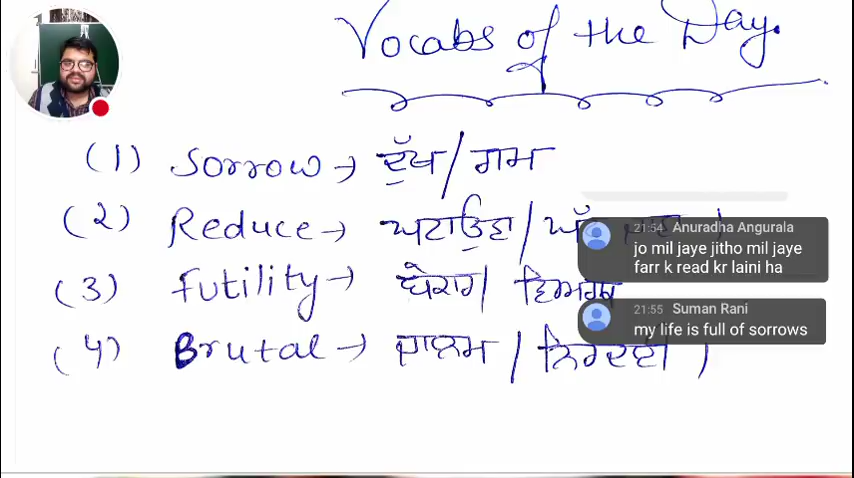 Vocabs of the Day.
(1) Sorrow → ਦੁੱਖ / ਗਮ
(2) Reduce → ਘਟਾਉਣਾ /
(3) Futility →
(4) Brutal → ਜਾਲਮ / ਨਿਰਦਈ
21:54 Anuradha Angurala
jo mil jaye jitho mil jaye
farr k read kr laini ha
21:55 Suman Rani
my life is full of sorrows